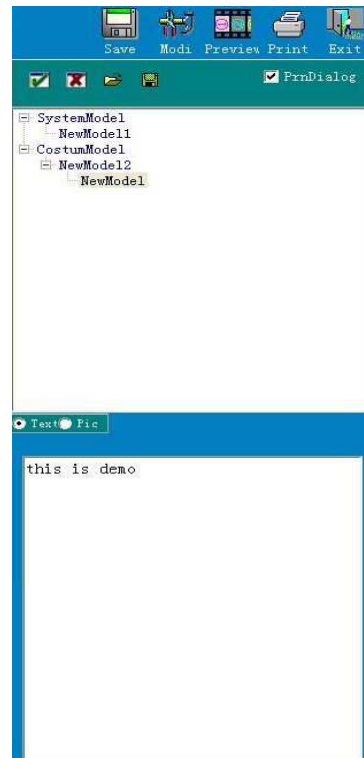 Save Modi Preview Print Exit
PrnDialog
SystemModel
NewModel1
CostumModel
NewModel2
NewModel
Text Pic
this is demo